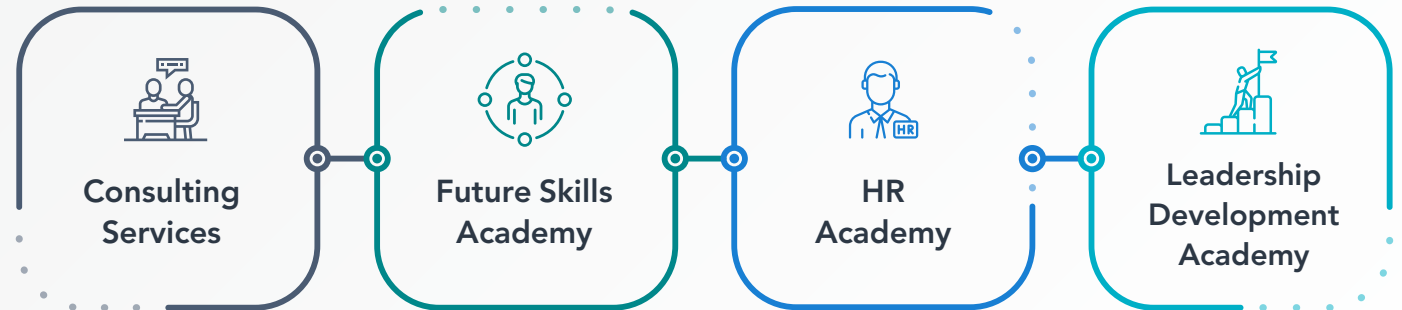 Consulting
Services
Future Skills
Academy
HR
HR
Academy
Leadership
Development
Academy